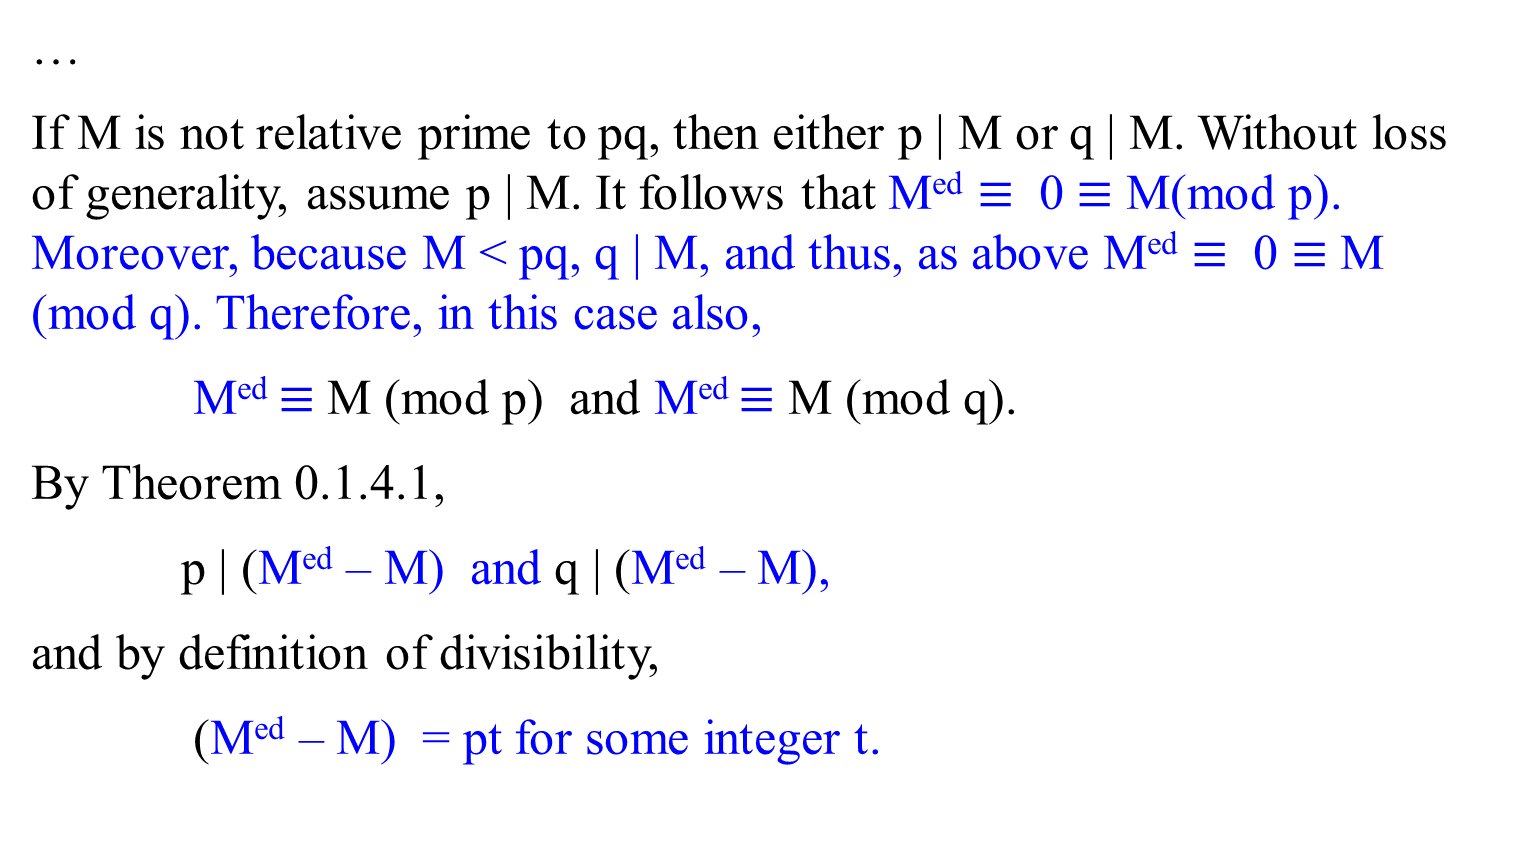 …
If M is not relative prime to pq, then either p | M or q | M. Without loss
of generality, assume p | M. It follows that Mᵉᵈ ≡ 0 ≡ M(mod p).
Moreover, because M < pq, q | M, and thus, as above Mᵉᵈ ≡ 0 ≡ M
(mod q). Therefore, in this case also,
Mᵉᵈ ≡ M (mod p) and Mᵉᵈ ≡ M (mod q).
By Theorem 0.1.4.1,
p | (Mᵉᵈ – M) and q | (Mᵉᵈ – M),
and by definition of divisibility,
(Mᵉᵈ – M) = pt for some integer t.